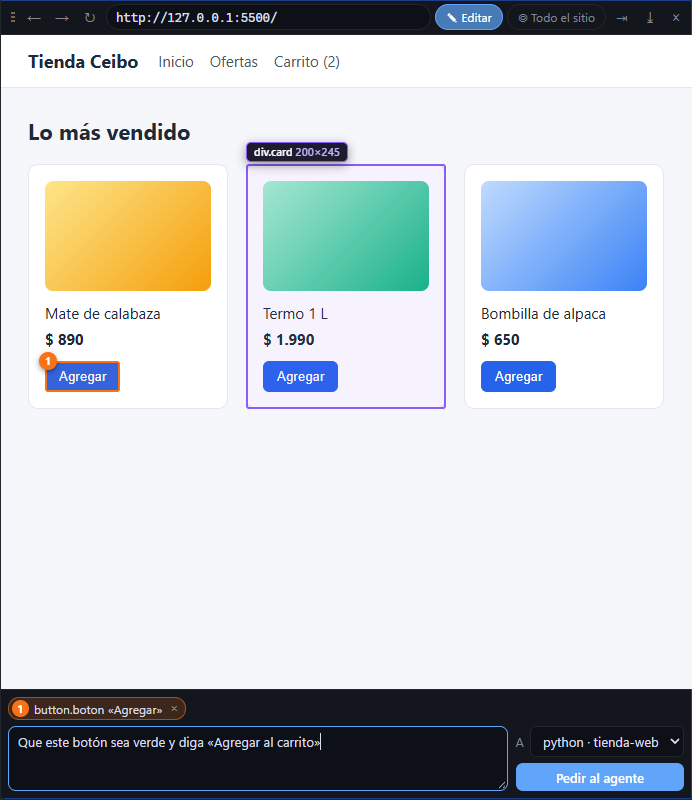 http://127.0.0.1:5500/
Editar
Todo el sitio
Tienda Ceibo
Inicio
Ofertas
Carrito (2)
Lo más vendido
div.card 200×245
Mate de calabaza
$ 890
1
Agregar
Termo 1 L
$ 1.990
Agregar
Bombilla de alpaca
$ 650
Agregar
1 button.boton «Agregar» ×
Que este botón sea verde y diga «Agregar al carrito»
A
python · tienda-web
Pedir al agente